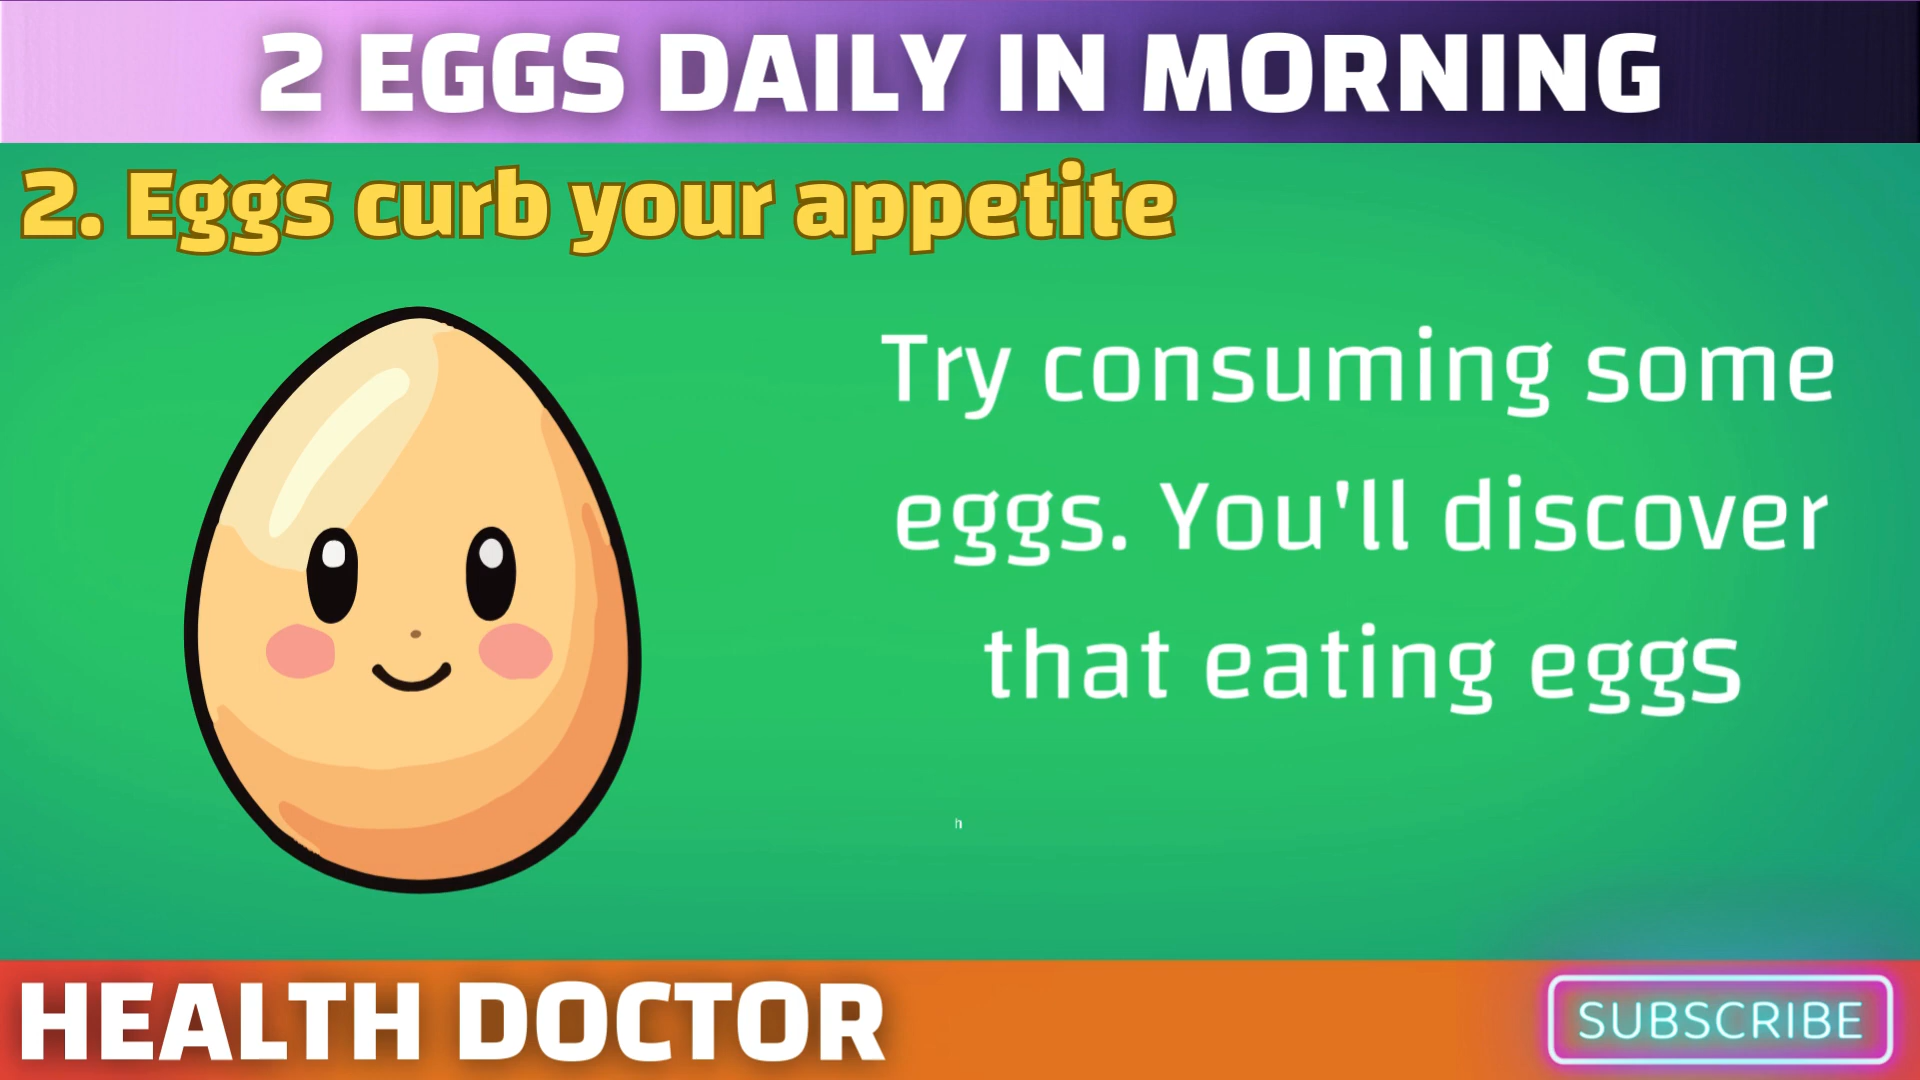 2 EGGS DAILY IN MORNING
2. Eggs curb your appetite
Try consuming some
eggs. You'll discover
that eating eggs
h
HEALTH DOCTOR
SUBSCRIBE